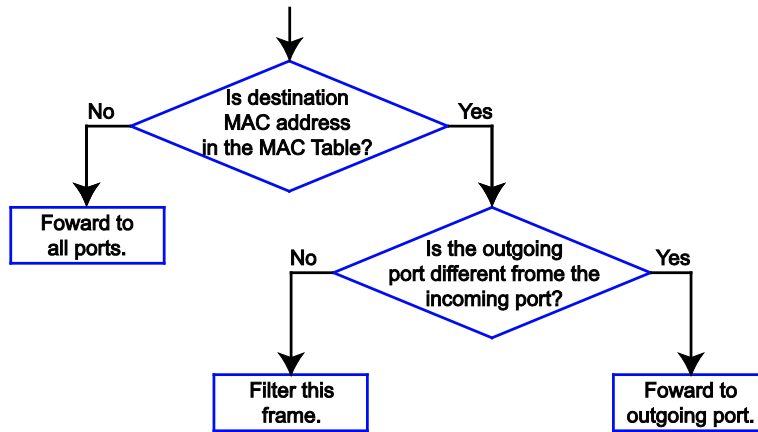 Is destination
MAC address
in the MAC Table?
No
Yes
Foward to
all ports.
Is the outgoing
port different frome the
incoming port?
No
Yes
Filter this
frame.
Foward to
outgoing port.